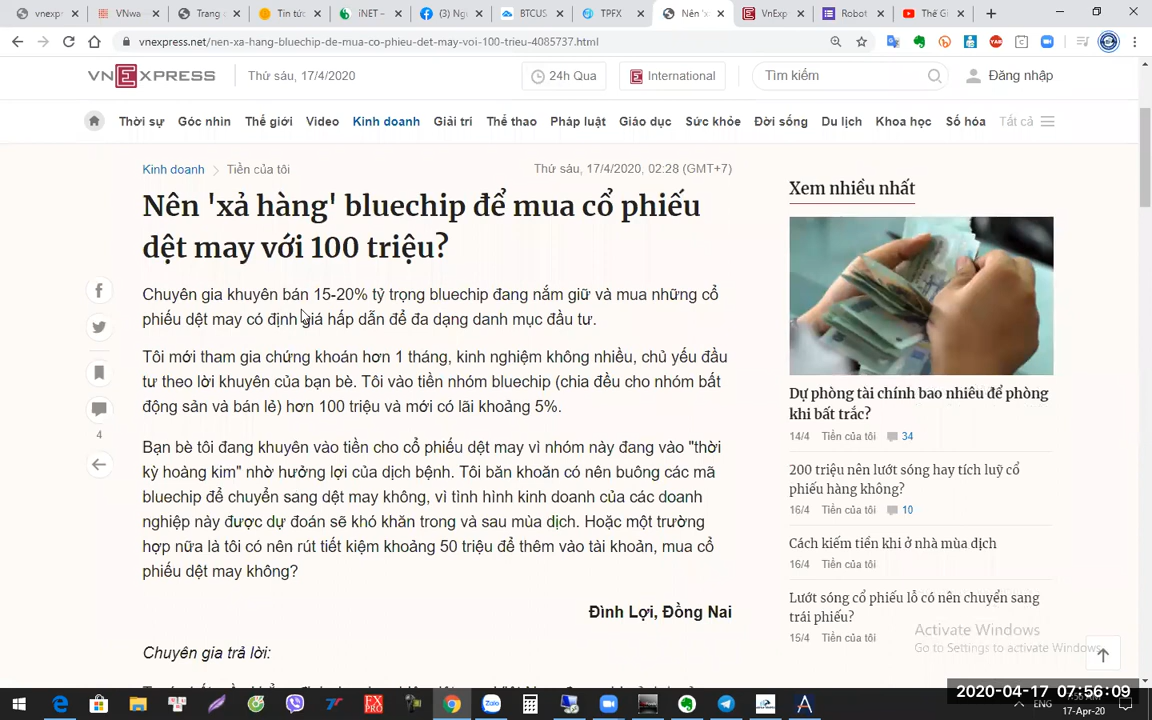 vnexpr
VNwa
Trang c
Tin tức
iNET –
(3) Ng
BTCUS
TPFX
Nên 'x
VnExp
Robot
Thế Gi
vnexpress.net/nen-xa-hang-bluechip-de-mua-co-phieu-det-may-voi-100-trieu-4085737.html
VNEXPRESS
Thứ sáu, 17/4/2020
24h Qua
International
Tìm kiếm
Đăng nhập
Thời sự Góc nhìn Thế giới Video Kinh doanh Giải trí Thể thao Pháp luật Giáo dục Sức khỏe Đời sống Du lịch Khoa học Số hóa Tất cả
Kinh doanh > Tiền của tôi
Thứ sáu, 17/4/2020, 02:28 (GMT+7)
Nên 'xả hàng' bluechip để mua cổ phiếu
dệt may với 100 triệu?
Chuyên gia khuyên bán 15-20% tỷ trọng bluechip đang nắm giữ và mua những cổ
phiếu dệt may có định giá hấp dẫn để đa dạng danh mục đầu tư.
Tôi mới tham gia chứng khoán hơn 1 tháng, kinh nghiệm không nhiều, chủ yếu đầu
tư theo lời khuyên của bạn bè. Tôi vào tiền nhóm bluechip (chia đều cho nhóm bất
động sản và bán lẻ) hơn 100 triệu và mới có lãi khoảng 5%.
4
Bạn bè tôi đang khuyên vào tiền cho cổ phiếu dệt may vì nhóm này đang vào "thời
kỳ hoàng kim" nhờ hưởng lợi của dịch bệnh. Tôi băn khoăn có nên buông các mã
bluechip để chuyển sang dệt may không, vì tình hình kinh doanh của các doanh
nghiệp này được dự đoán sẽ khó khăn trong và sau mùa dịch. Hoặc một trường
hợp nữa là tôi có nên rút tiết kiệm khoảng 50 triệu để thêm vào tài khoản, mua cổ
phiếu dệt may không?
Đình Lợi, Đồng Nai
Chuyên gia trả lời:
Xem nhiều nhất
Dự phòng tài chính bao nhiêu để phòng
khi bất trắc?
14/4 Tiền của tôi 34
200 triệu nên lướt sóng hay tích luỹ cổ
phiếu hàng không?
16/4 Tiền của tôi 10
Cách kiếm tiền khi ở nhà mùa dịch
16/4 Tiền của tôi
Lướt sóng cổ phiếu lỗ có nên chuyển sang
trái phiếu?
15/4 Tiền của tôi
Activate Windows
Go to Settings to activate Windows.
2020-04-17 07:56:09
ENG
17-Apr-20